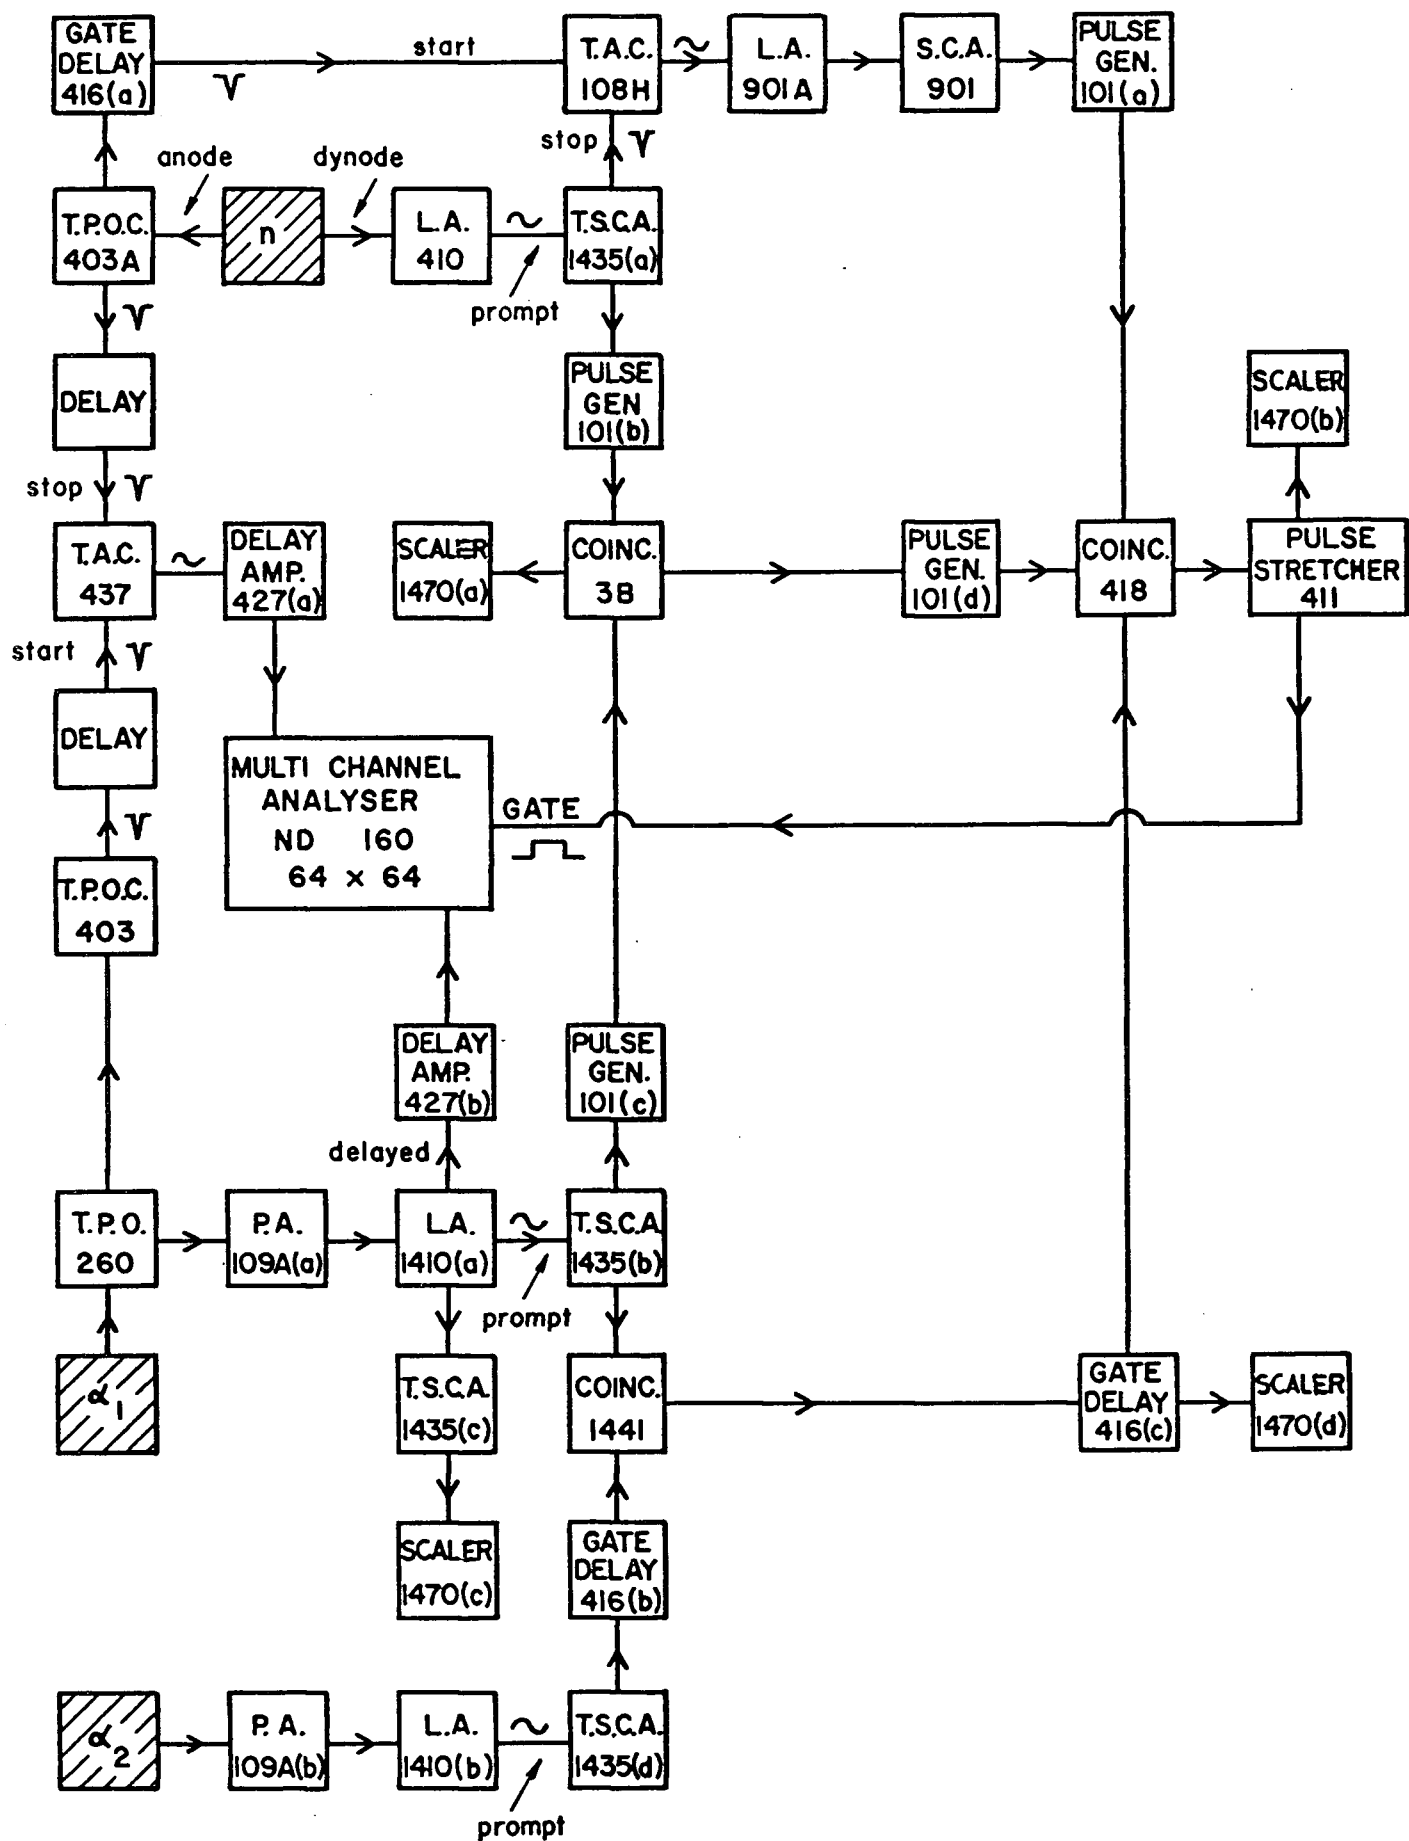 GATE
DELAY
416(a)
start
T.A.C.
108H
L.A.
901A
S.C.A.
901
PULSE
GEN.
101(a)
stop
anode
dynode
T.P.O.C.
403A
n
L.A.
410
T.S.C.A.
1435(a)
prompt
DELAY
PULSE
GEN
101(b)
SCALER
1470(b)
stop
T.A.C.
437
DELAY
AMP.
427(a)
SCALER
1470(a)
COINC.
3B
PULSE
GEN.
101(d)
COINC.
418
PULSE
STRETCHER
411
start
DELAY
MULTI CHANNEL
ANALYSER
ND 160
64 × 64
GATE
T.P.O.C.
403
DELAY
AMP.
427(b)
PULSE
GEN.
101(c)
delayed
T.P.O.
260
P.A.
109A(a)
L.A.
1410(a)
T.S.C.A.
1435(b)
prompt
α1
T.S.C.A.
1435(c)
COINC.
1441
GATE
DELAY
416(c)
SCALER
1470(d)
SCALER
1470(c)
GATE
DELAY
416(b)
α2
P.A.
109A(b)
L.A.
1410(b)
T.S.C.A.
1435(d)
prompt